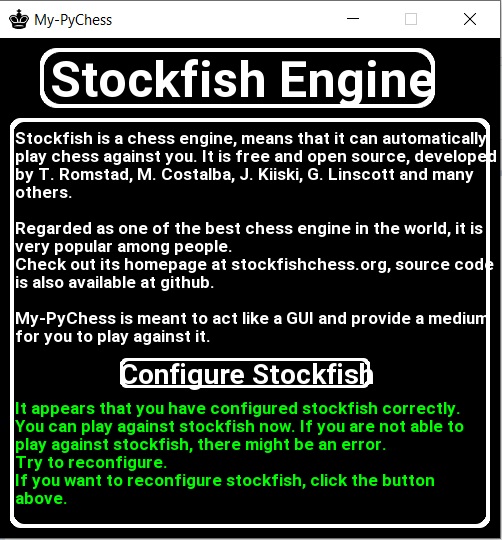 My-PyChess
Stockfish Engine
Stockfish is a chess engine, means that it can automatically
play chess against you. It is free and open source, developed
by T. Romstad, M. Costalba, J. Kiiski, G. Linscott and many
others.
Regarded as one of the best chess engine in the world, it is
very popular among people.
Check out its homepage at stockfishchess.org, source code
is also available at github.
My-PyChess is meant to act like a GUI and provide a medium
for you to play against it.
Configure Stockfish
It appears that you have configured stockfish correctly.
You can play against stockfish now. If you are not able to
play against stockfish, there might be an error.
Try to reconfigure.
If you want to reconfigure stockfish, click the button
above.